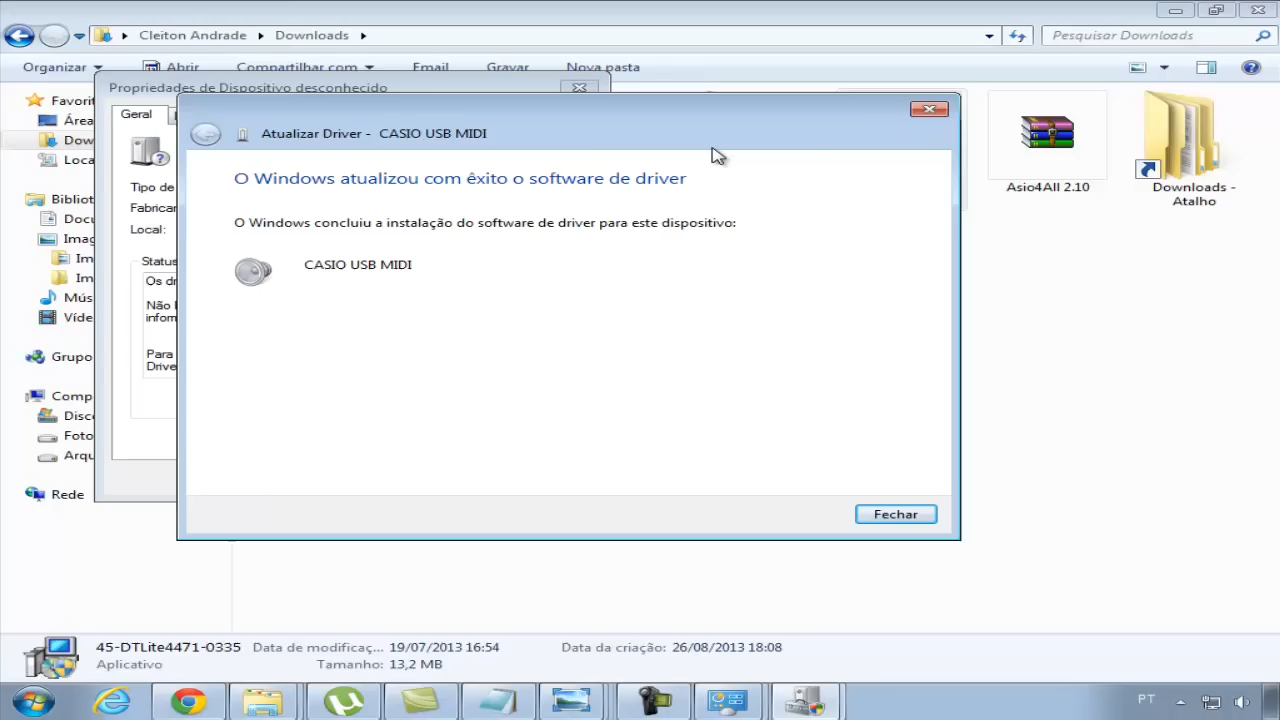 Cleiton Andrade
Downloads
Pesquisar Downloads
Organizar
Abrir
Compartilhar com
Email
Gravar
Nova pasta
Propriedades de Dispositivo desconhecido
Geral
Tipo de
Fabrican
Local:
Status
Os dr
Não
inform
Para
Drive
Atualizar Driver - CASIO USB MIDI
O Windows atualizou com êxito o software de driver
O Windows concluiu a instalação do software de driver para este dispositivo:
CASIO USB MIDI
Fechar
Favorit
Área
Dow
Loca
Bibliot
Docu
Imag
Im
Im
Mús
Víde
Grupo
Comp
Disc
Foto
Arqu
Rede
Asio4All 2.10
Downloads -
Atalho
45-DTLite4471-0335
Data de modificaç... 19/07/2013 16:54
Data da criação: 26/08/2013 18:08
Aplicativo
Tamanho: 13,2 MB
PT